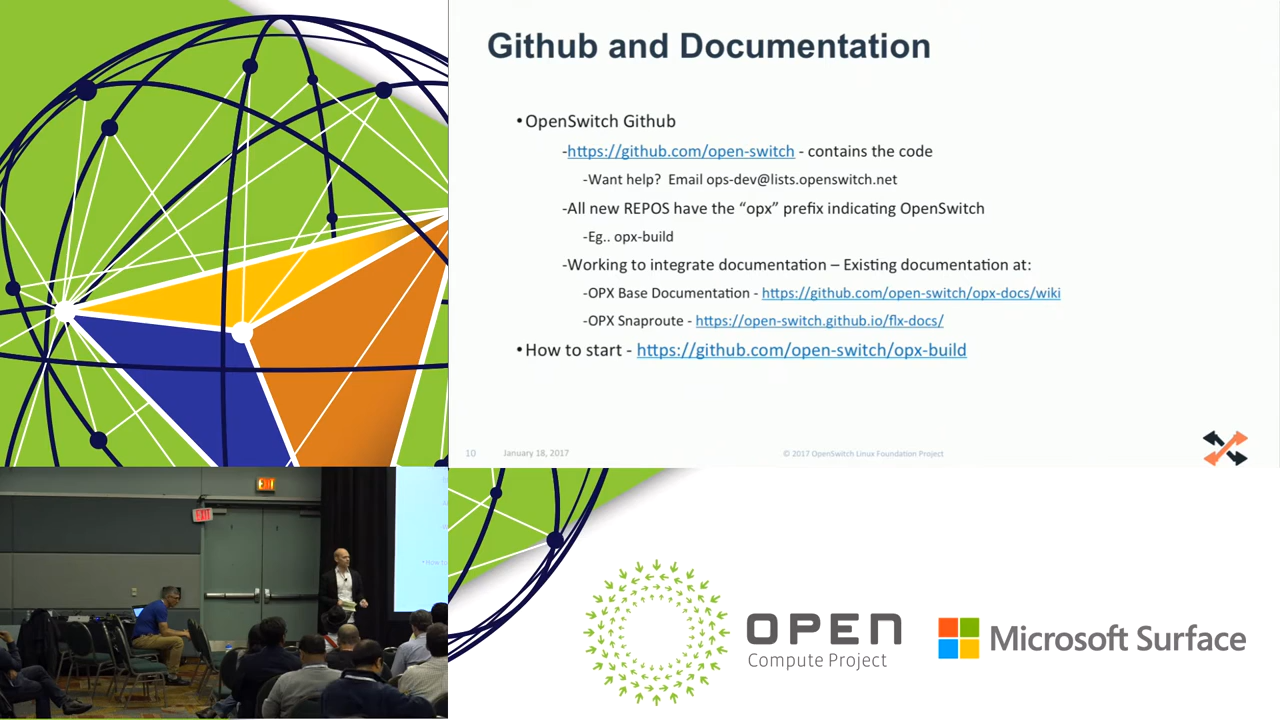 Github and Documentation
•OpenSwitch Github
-https://github.com/open-switch - contains the code
-Want help? Email ops-dev@lists.openswitch.net
-All new REPOS have the “opx” prefix indicating OpenSwitch
-Eg.. opx-build
-Working to integrate documentation – Existing documentation at:
-OPX Base Documentation - https://github.com/open-switch/opx-docs/wiki
-OPX Snaproute - https://open-switch.github.io/flx-docs/
•How to start - https://github.com/open-switch/opx-build
10 January 18, 2017 © 2017 OpenSwitch Linux Foundation Project
OPEN
Compute Project
Microsoft Surface